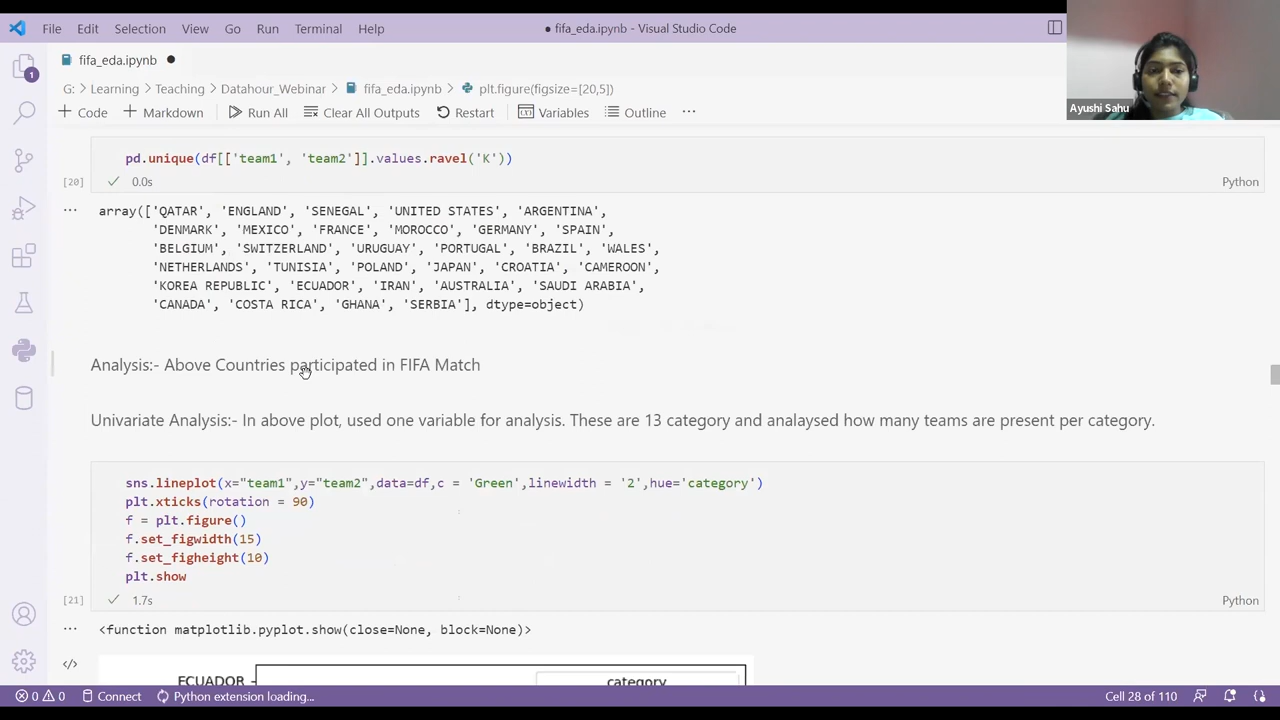 File Edit Selection View Go Run Terminal Help ● fifa_eda.ipynb - Visual Studio Code
fifa_eda.ipynb ●
G: > Learning > Teaching > Datahour_Webinar > fifa_eda.ipynb > plt.figure(figsize=[20,5])
+ Code + Markdown Run All Clear All Outputs Restart Variables Outline ...
Ayushi Sahu
1
pd.unique(df[['team1', 'team2']].values.ravel('K'))
[20] ✓ 0.0s Python
... array(['QATAR', 'ENGLAND', 'SENEGAL', 'UNITED STATES', 'ARGENTINA',
'DENMARK', 'MEXICO', 'FRANCE', 'MOROCCO', 'GERMANY', 'SPAIN',
'BELGIUM', 'SWITZERLAND', 'URUGUAY', 'PORTUGAL', 'BRAZIL', 'WALES',
'NETHERLANDS', 'TUNISIA', 'POLAND', 'JAPAN', 'CROATIA', 'CAMEROON',
'KOREA REPUBLIC', 'ECUADOR', 'IRAN', 'AUSTRALIA', 'SAUDI ARABIA',
'CANADA', 'COSTA RICA', 'GHANA', 'SERBIA'], dtype=object)
Analysis:- Above Countries participated in FIFA Match
Univariate Analysis:- In above plot, used one variable for analysis. These are 13 category and analaysed how many teams are present per category.
sns.lineplot(x="team1",y="team2",data=df,c = 'Green',linewidth = '2',hue='category')
plt.xticks(rotation = 90)
f = plt.figure()
f.set_figwidth(15)
f.set_figheight(10)
plt.show
[21] ✓ 1.7s Python
... <function matplotlib.pyplot.show(close=None, block=None)>
</> ECUADOR category
0 0 Connect Python extension loading... Cell 28 of 110